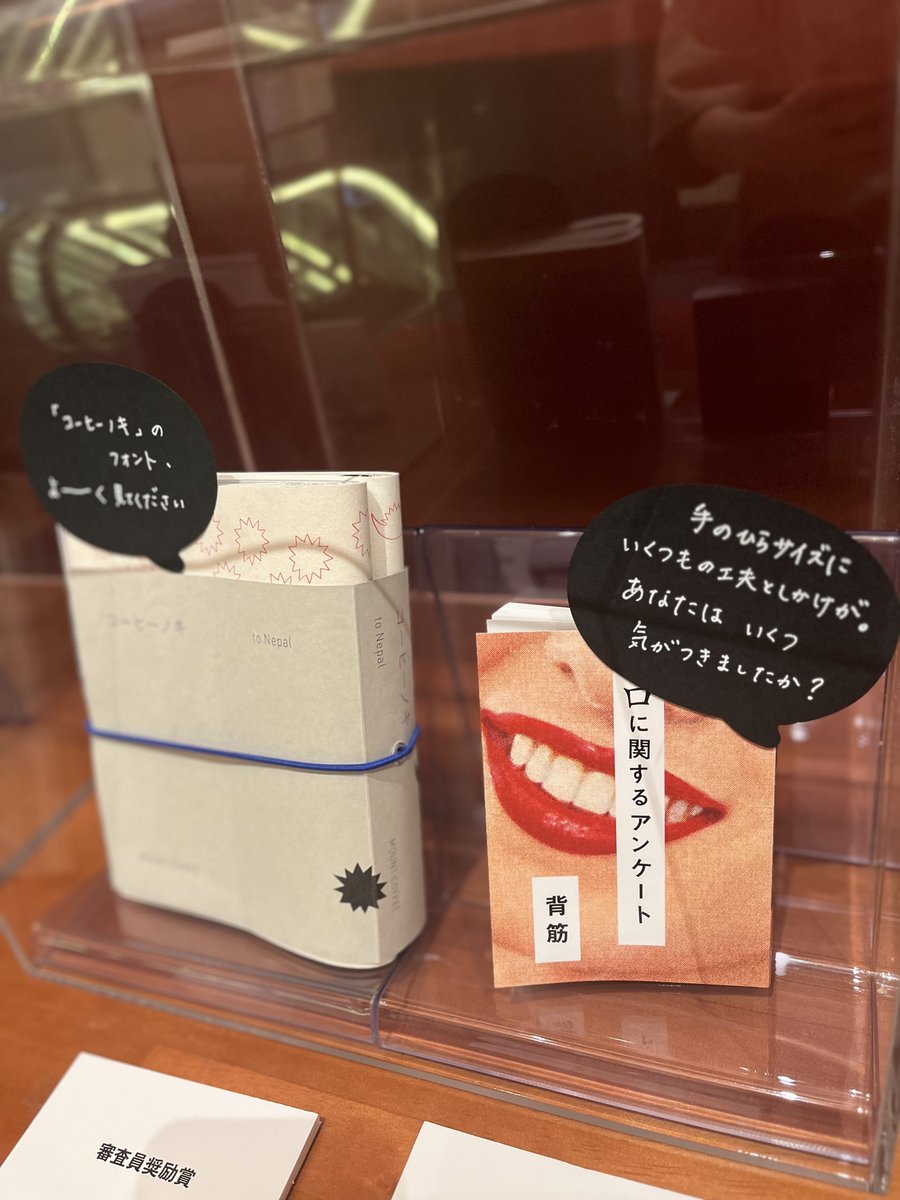 「コーヒーノキ」の
フォント、
よーーく見てください
コーヒーノキ
to Nepal
コーヒーノキ
to Nepal
MOUNT COFFEE
手のひらサイズに
いくつもの工夫としかけが。
あなたは いくつ
気がつきましたか?
口に関するアンケート
背筋
審査員奨励賞